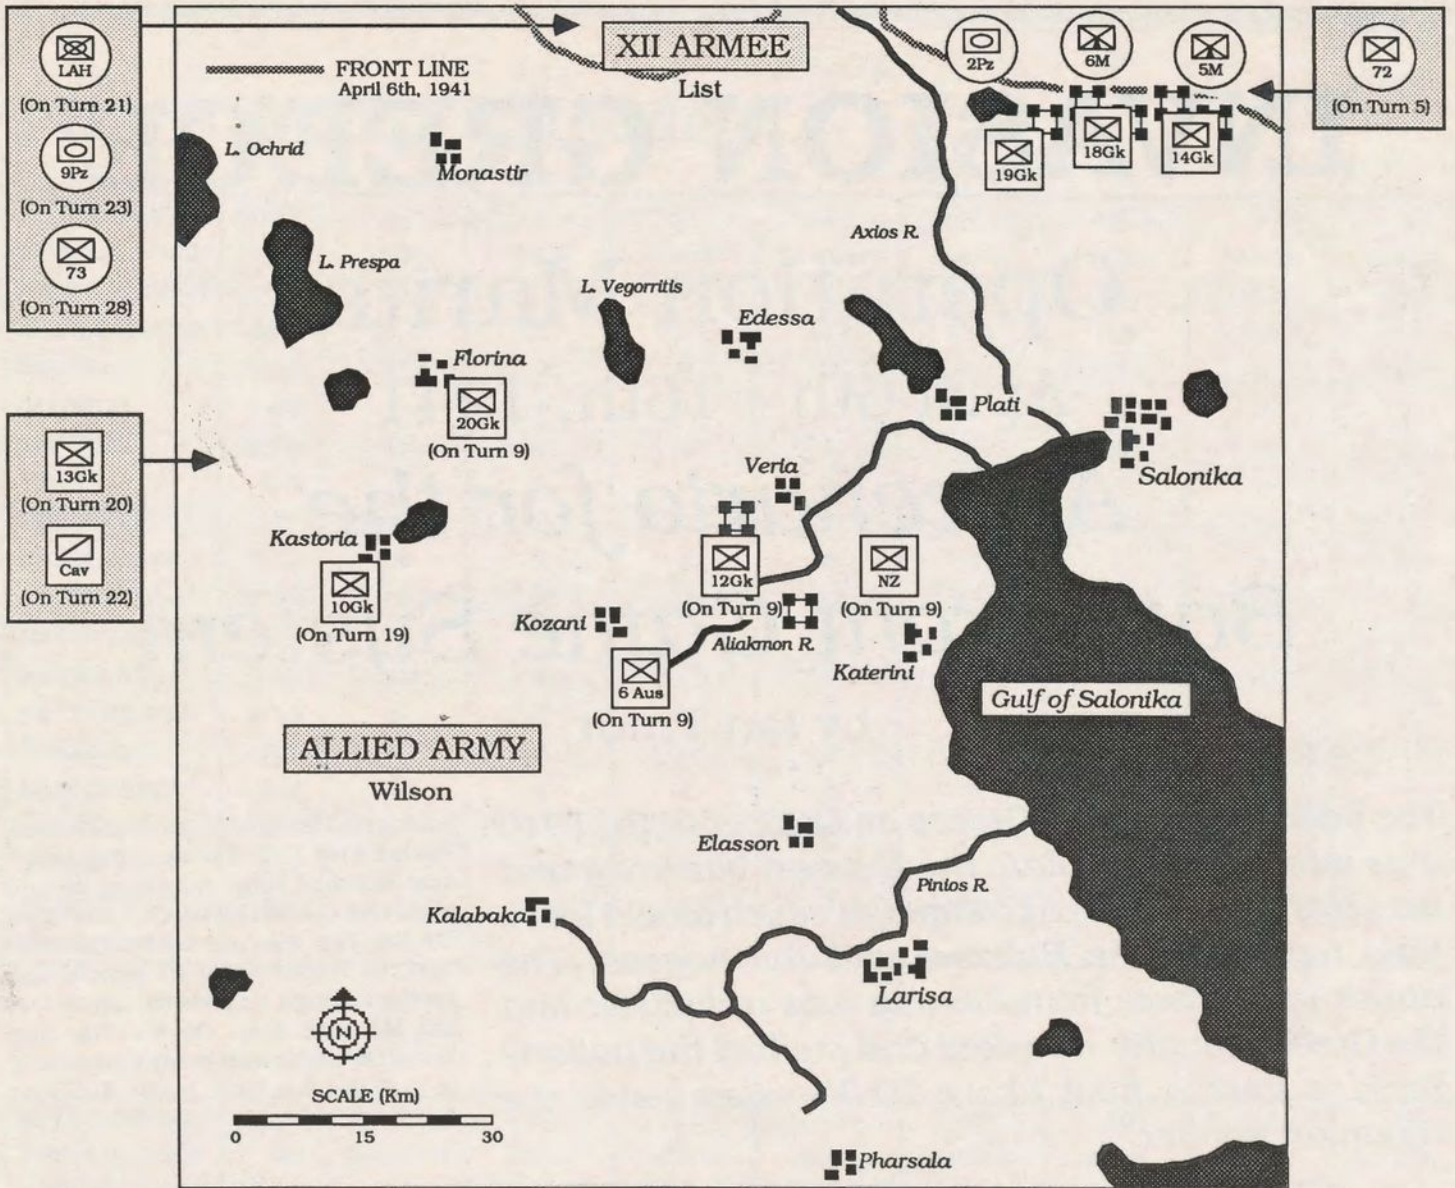 LAH
(On Turn 21)
9Pz
(On Turn 23)
73
(On Turn 28)
13Gk
(On Turn 20)
Cav
(On Turn 22)
FRONT LINE
April 6th, 1941
XII ARMEE
List
2Pz
6M
5M
72
(On Turn 5)
19Gk
18Gk
14Gk
L. Ochrid
Monastir
Axios R.
L. Prespa
L. Vegorritis
Edessa
Florina
20Gk
(On Turn 9)
Plati
Salonika
Veria
Kastoria
10Gk
(On Turn 19)
12Gk
(On Turn 9)
NZ
(On Turn 9)
Kozani
Aliakmon R.
Katerini
6 Aus
(On Turn 9)
Gulf of Salonika
ALLIED ARMY
Wilson
Elasson
Pinios R.
Kalabaka
Larisa
N
SCALE (Km)
0 15 30
Pharsala